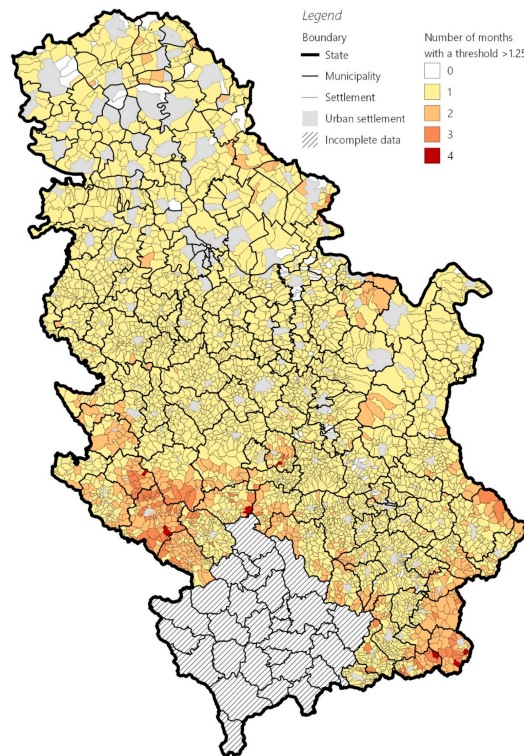 Legend
Boundary
State
Municipality
Settlement
Urban settlement
Incomplete data
Number of months
with a threshold >1.25
0
1
2
3
4